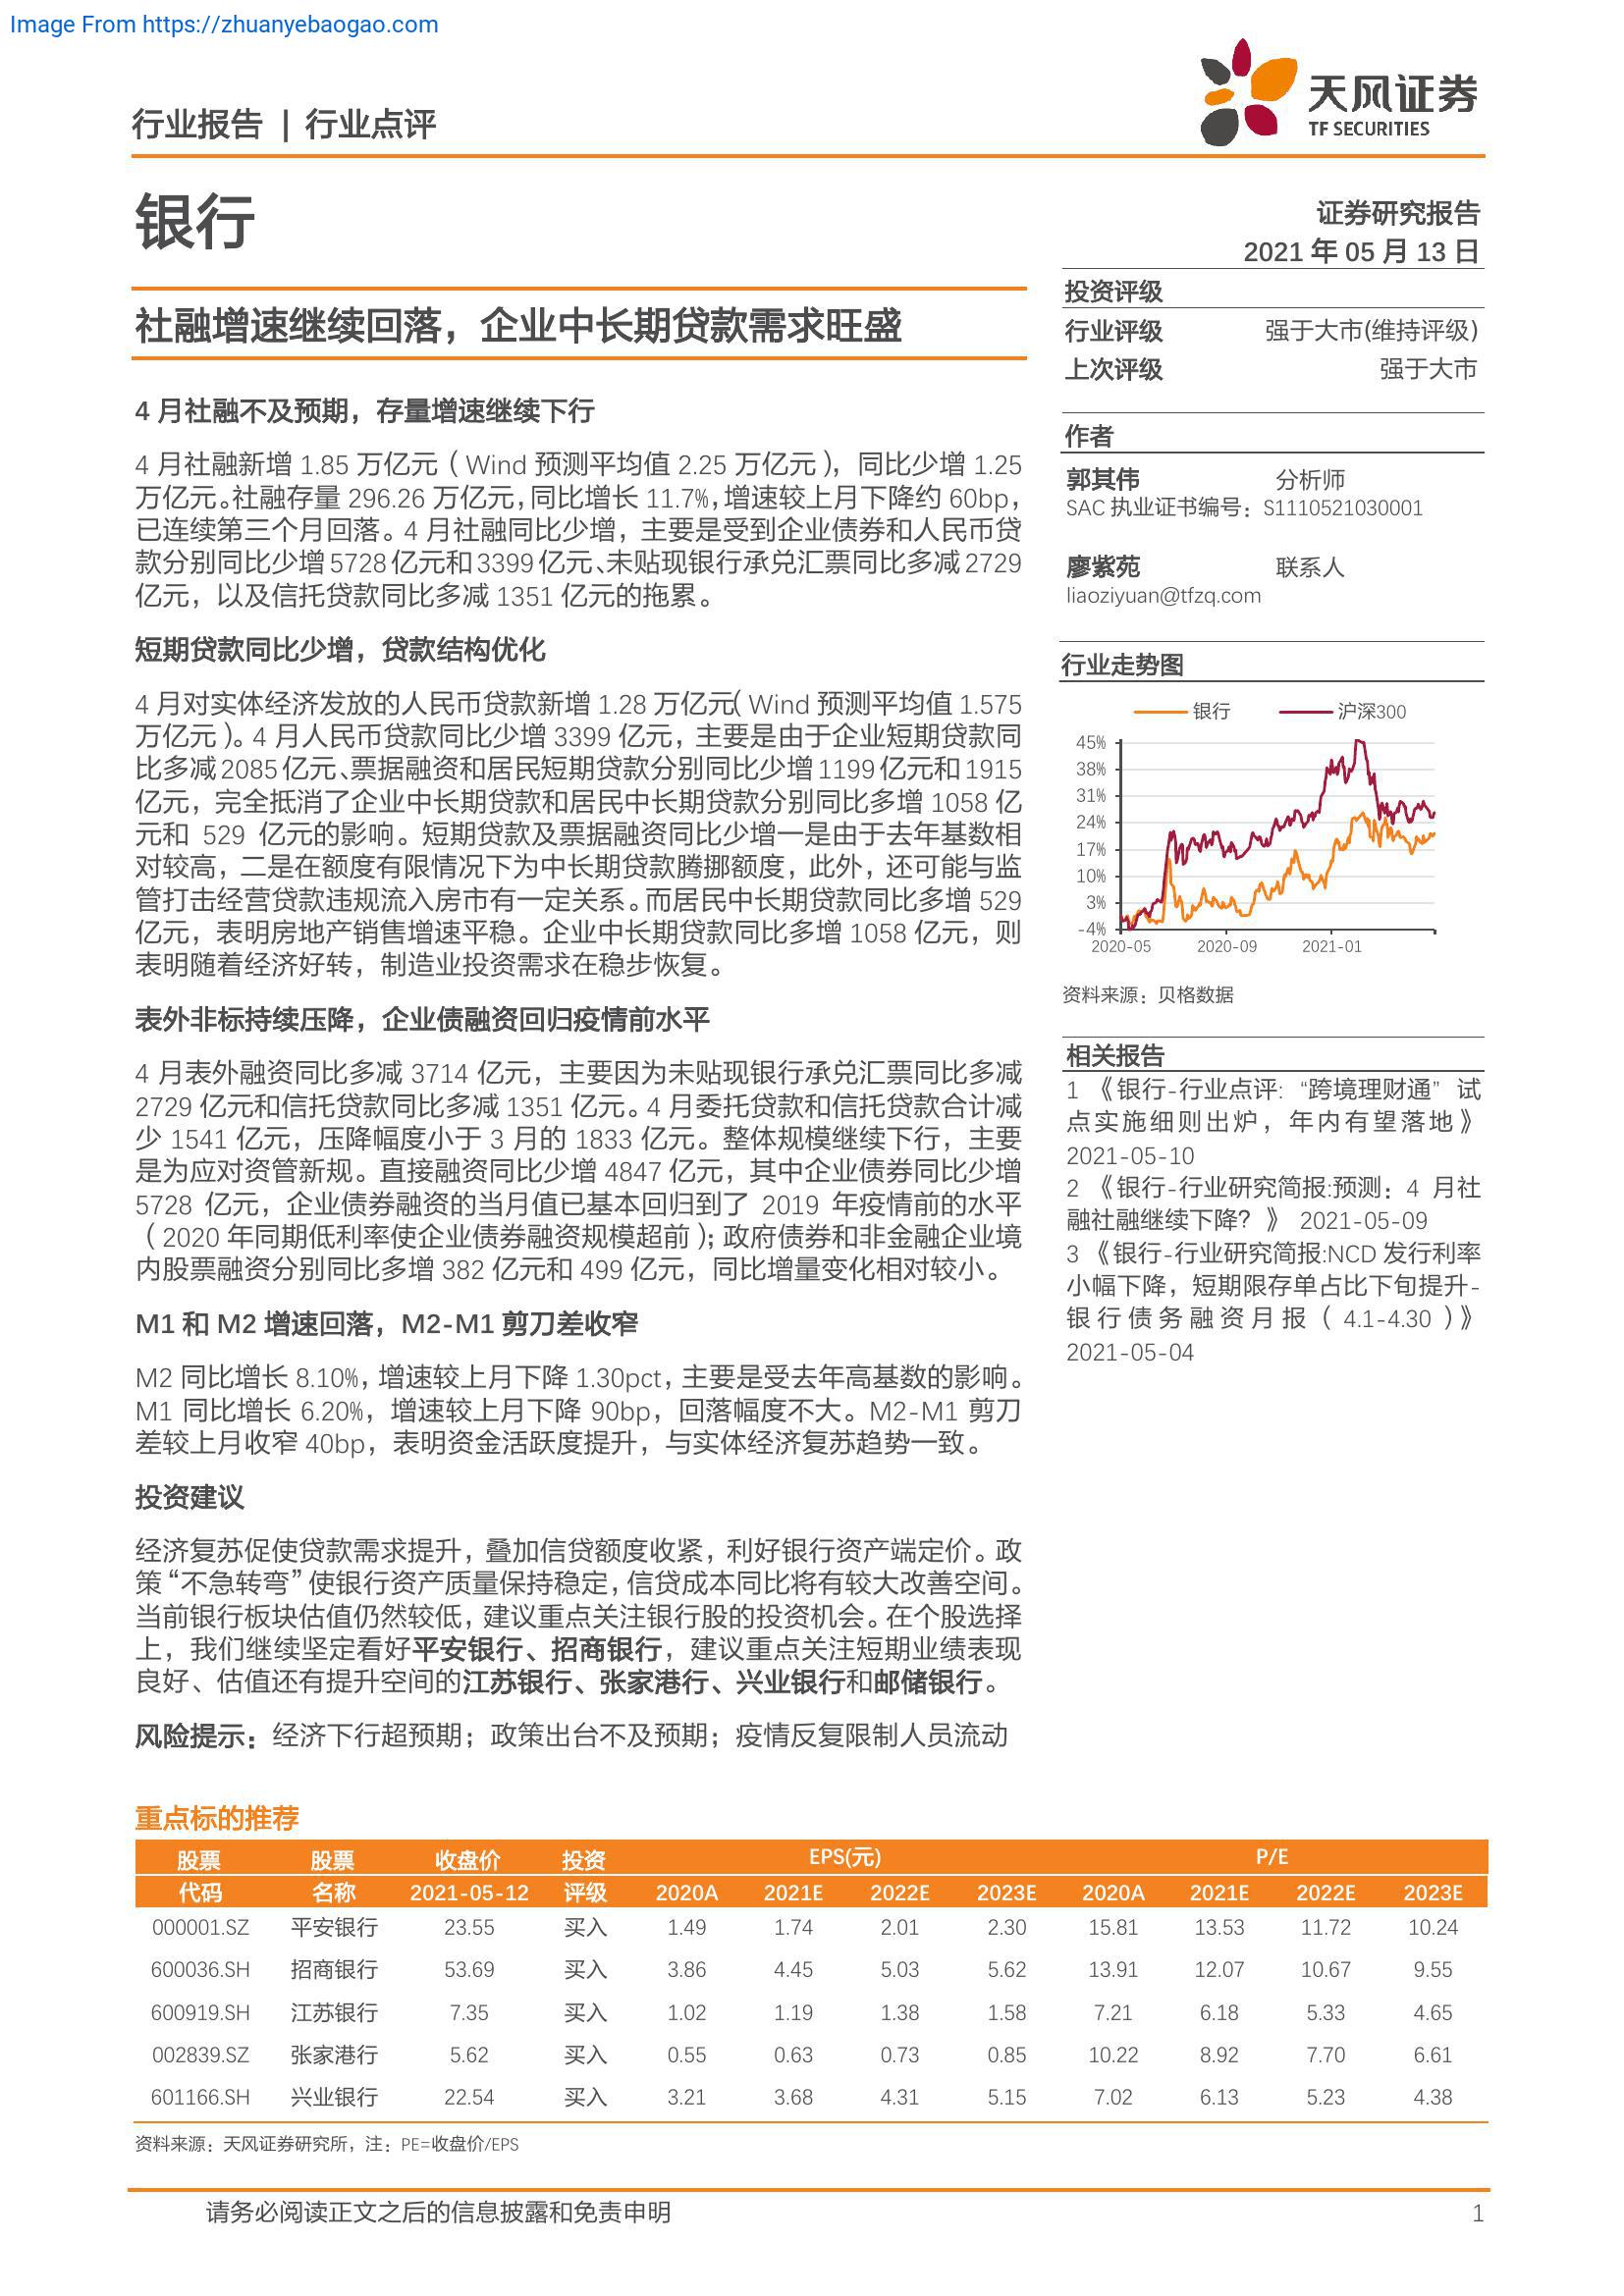 Image From https://zhuanyebaogao.com
行业报告 | 行业点评
天风证券
TF SECURITIES
银行
证券研究报告
2021 年 05 月 13 日
社融增速继续回落，企业中长期贷款需求旺盛
4 月社融不及预期，存量增速继续下行
4 月社融新增 1.85 万亿元（Wind 预测平均值 2.25 万亿元），同比少增 1.25
万亿元。社融存量 296.26 万亿元，同比增长 11.7%，增速较上月下降约 60bp，
已连续第三个月回落。4 月社融同比少增，主要是受到企业债券和人民币贷
款分别同比少增 5728 亿元和 3399 亿元、未贴现银行承兑汇票同比多减 2729
亿元，以及信托贷款同比多减 1351 亿元的拖累。
短期贷款同比少增，贷款结构优化
4 月对实体经济发放的人民币贷款新增 1.28 万亿元（Wind 预测平均值 1.575
万亿元）。4 月人民币贷款同比少增 3399 亿元，主要是由于企业短期贷款同
比多减 2085 亿元、票据融资和居民短期贷款分别同比少增 1199 亿元和 1915
亿元，完全抵消了企业中长期贷款和居民中长期贷款分别同比多增 1058 亿
元和 529 亿元的影响。短期贷款及票据融资同比少增一是由于去年基数相
对较高，二是在额度有限情况下为中长期贷款腾挪额度，此外，还可能与监
管打击经营贷款违规流入房市有一定关系。而居民中长期贷款同比多增 529
亿元，表明房地产销售增速平稳。企业中长期贷款同比多增 1058 亿元，则
表明随着经济好转，制造业投资需求在稳步恢复。
表外非标持续压降，企业债融资回归疫情前水平
4 月表外融资同比多减 3714 亿元，主要因为未贴现银行承兑汇票同比多减
2729 亿元和信托贷款同比多减 1351 亿元。4 月委托贷款和信托贷款合计减
少 1541 亿元，压降幅度小于 3 月的 1833 亿元。整体规模继续下行，主要
是为应对资管新规。直接融资同比少增 4847 亿元，其中企业债券同比少增
5728 亿元，企业债券融资的当月值已基本回归到了 2019 年疫情前的水平
（2020 年同期低利率使企业债券融资规模超前）；政府债券和非金融企业境
内股票融资分别同比多增 382 亿元和 499 亿元，同比增量变化相对较小。
M1 和 M2 增速回落，M2-M1 剪刀差收窄
M2 同比增长 8.10%，增速较上月下降 1.30pct，主要是受去年高基数的影响。
M1 同比增长 6.20%，增速较上月下降 90bp，回落幅度不大。M2-M1 剪刀
差较上月收窄 40bp，表明资金活跃度提升，与实体经济复苏趋势一致。
投资建议
经济复苏促使贷款需求提升，叠加信贷额度收紧，利好银行资产端定价。政
策“不急转弯”使银行资产质量保持稳定，信贷成本同比将有较大改善空间。
当前银行板块估值仍然较低，建议重点关注银行股的投资机会。在个股选择
上，我们继续坚定看好平安银行、招商银行，建议重点关注短期业绩表现
良好、估值还有提升空间的江苏银行、张家港行、兴业银行和邮储银行。
风险提示：经济下行超预期；政策出台不及预期；疫情反复限制人员流动
投资评级
行业评级 强于大市(维持评级)
上次评级 强于大市
作者
郭其伟 分析师
SAC 执业证书编号：S1110521030001
廖紫苑 联系人
liaoziyuan@tfzq.com
行业走势图
银行 沪深300
45%
38%
31%
24%
17%
10%
3%
-4%
2020-05 2020-09 2021-01
资料来源：贝格数据
相关报告
1 《银行-行业点评:“跨境理财通”试
点实施细则出炉，年内有望落地》
2021-05-10
2 《银行-行业研究简报:预测：4 月社
融社融继续下降？》 2021-05-09
3 《银行-行业研究简报:NCD 发行利率
小幅下降，短期限存单占比下旬提升-
银行债务融资月报（4.1-4.30）》
2021-05-04
重点标的推荐
股票 股票 收盘价 投资 EPS(元) P/E
代码 名称 2021-05-12 评级 2020A 2021E 2022E 2023E 2020A 2021E 2022E 2023E
000001.SZ 平安银行 23.55 买入 1.49 1.74 2.01 2.30 15.81 13.53 11.72 10.24
600036.SH 招商银行 53.69 买入 3.86 4.45 5.03 5.62 13.91 12.07 10.67 9.55
600919.SH 江苏银行 7.35 买入 1.02 1.19 1.38 1.58 7.21 6.18 5.33 4.65
002839.SZ 张家港行 5.62 买入 0.55 0.63 0.73 0.85 10.22 8.92 7.70 6.61
601166.SH 兴业银行 22.54 买入 3.21 3.68 4.31 5.15 7.02 6.13 5.23 4.38
资料来源：天风证券研究所，注：PE=收盘价/EPS
请务必阅读正文之后的信息披露和免责申明 1